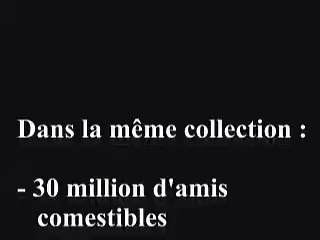 Dans la même collection :
- 30 million d'amis
comestibles